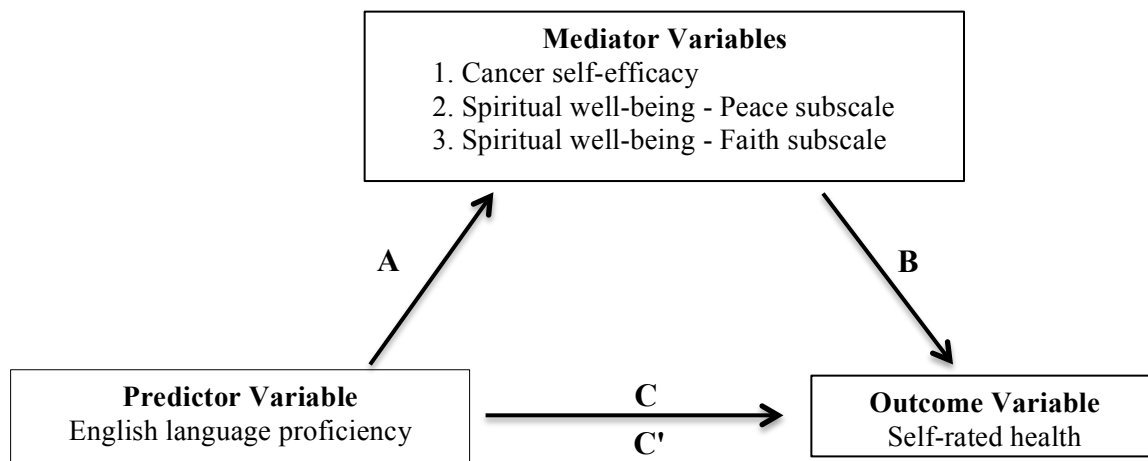 Mediator Variables
1. Cancer self-efficacy
2. Spiritual well-being - Peace subscale
3. Spiritual well-being - Faith subscale
A
B
Predictor Variable
English language proficiency
C
C'
Outcome Variable
Self-rated health